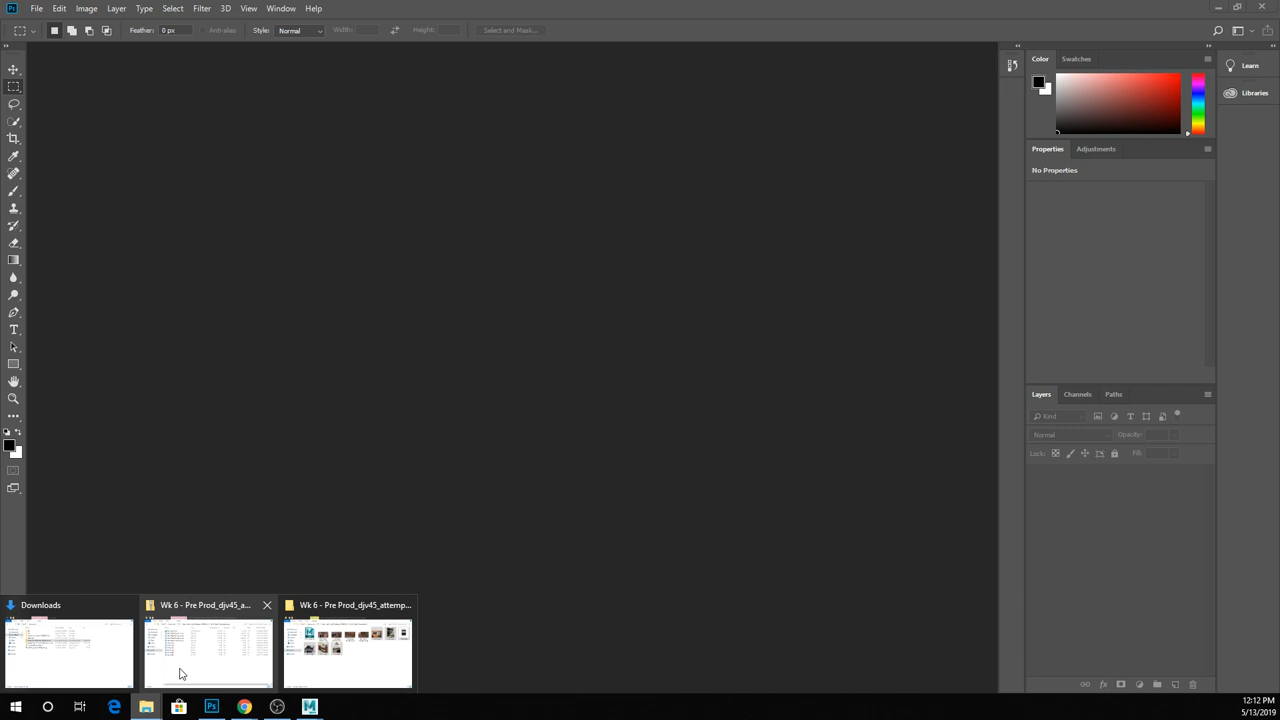 Ps File Edit Image Layer Type Select Filter 3D View Window Help
Feather: 0 px Anti-alias Style: Normal Width: Height: Select and Mask...
Color Swatches
Learn
Libraries
Properties Adjustments
No Properties
Layers Channels Paths
Kind
Normal Opacity:
Lock: Fill:
Downloads
Wk 6 - Pre Prod_djv45_a...
Wk 6 - Pre Prod_djv45_attemp...
Ps
M
12:12 PM
5/13/2019